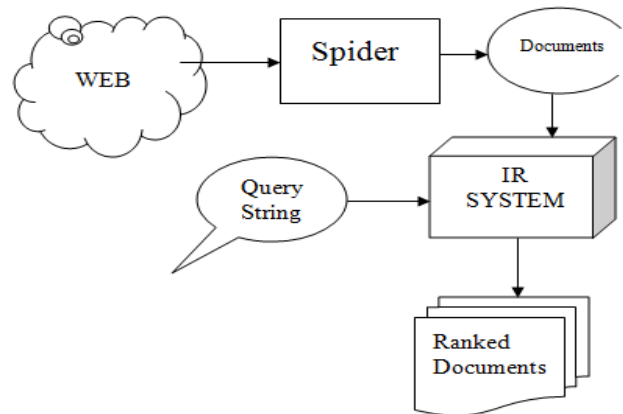 WEB
Spider
Documents
Query
String
IR
SYSTEM
Ranked
Documents